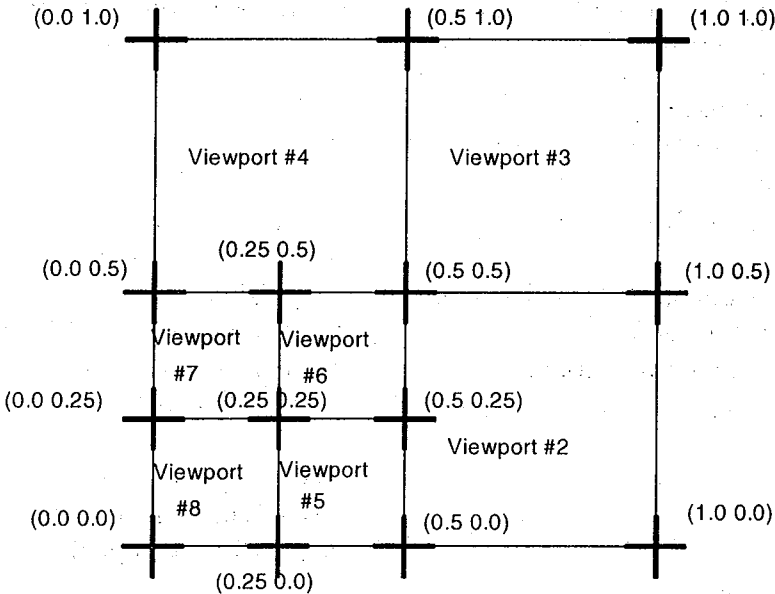 (0.0 1.0)
(0.5 1.0)
(1.0 1.0)
Viewport #4
Viewport #3
(0.25 0.5)
(0.0 0.5)
(0.5 0.5)
(1.0 0.5)
Viewport
#7
Viewport
#6
(0.0 0.25)
(0.25 0.25)
(0.5 0.25)
Viewport #2
Viewport
#8
Viewport
#5
(0.0 0.0)
(0.5 0.0)
(1.0 0.0)
(0.25 0.0)